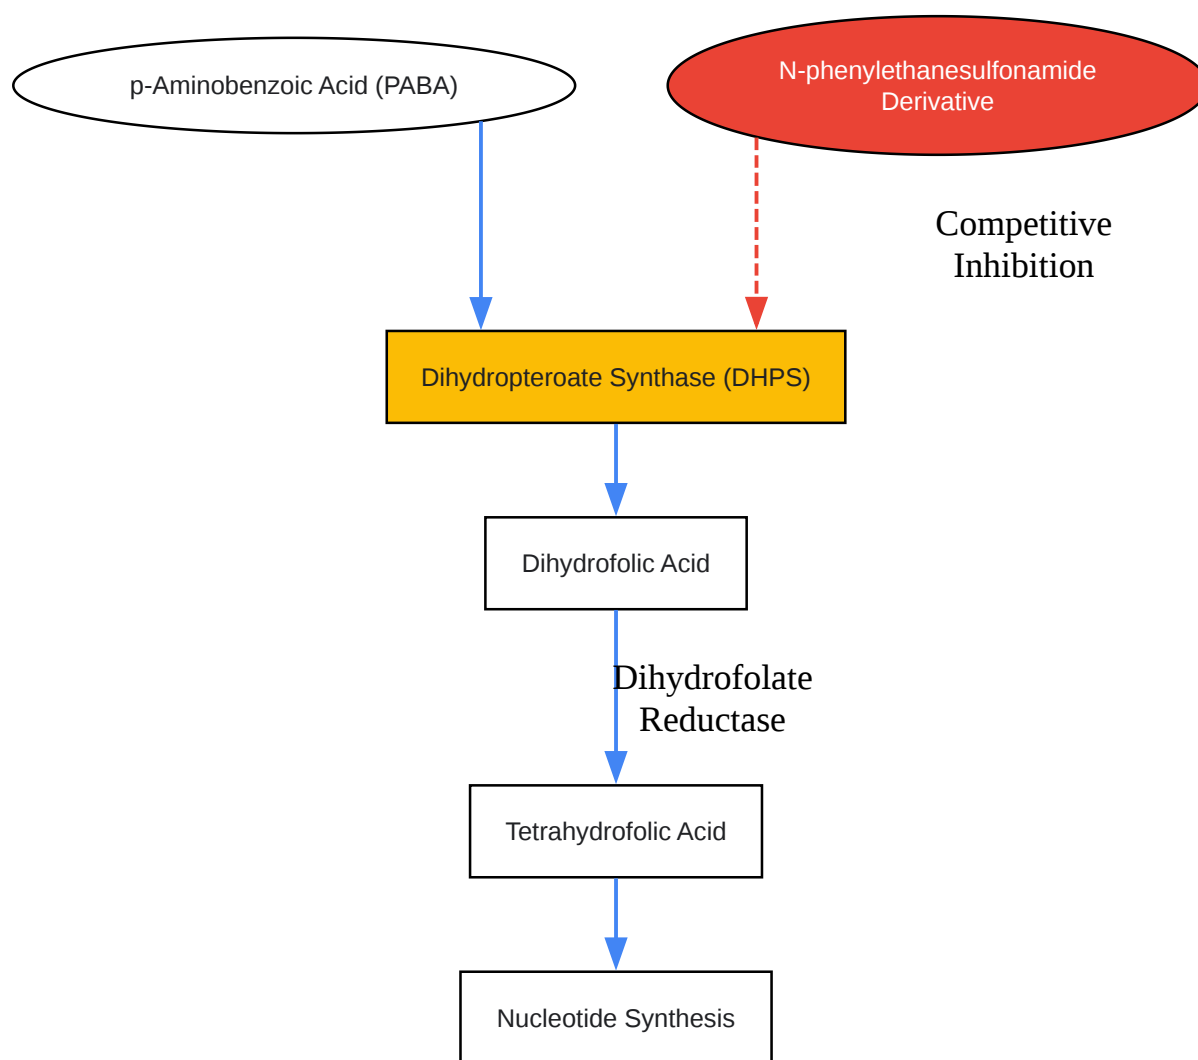 p-Aminobenzoic Acid (PABA)
N-phenylethanesulfonamide
Derivative
Competitive
Inhibition
Dihydropteroate Synthase (DHPS)
Dihydrofolic Acid
Dihydrofolate
Reductase
Tetrahydrofolic Acid
Nucleotide Synthesis